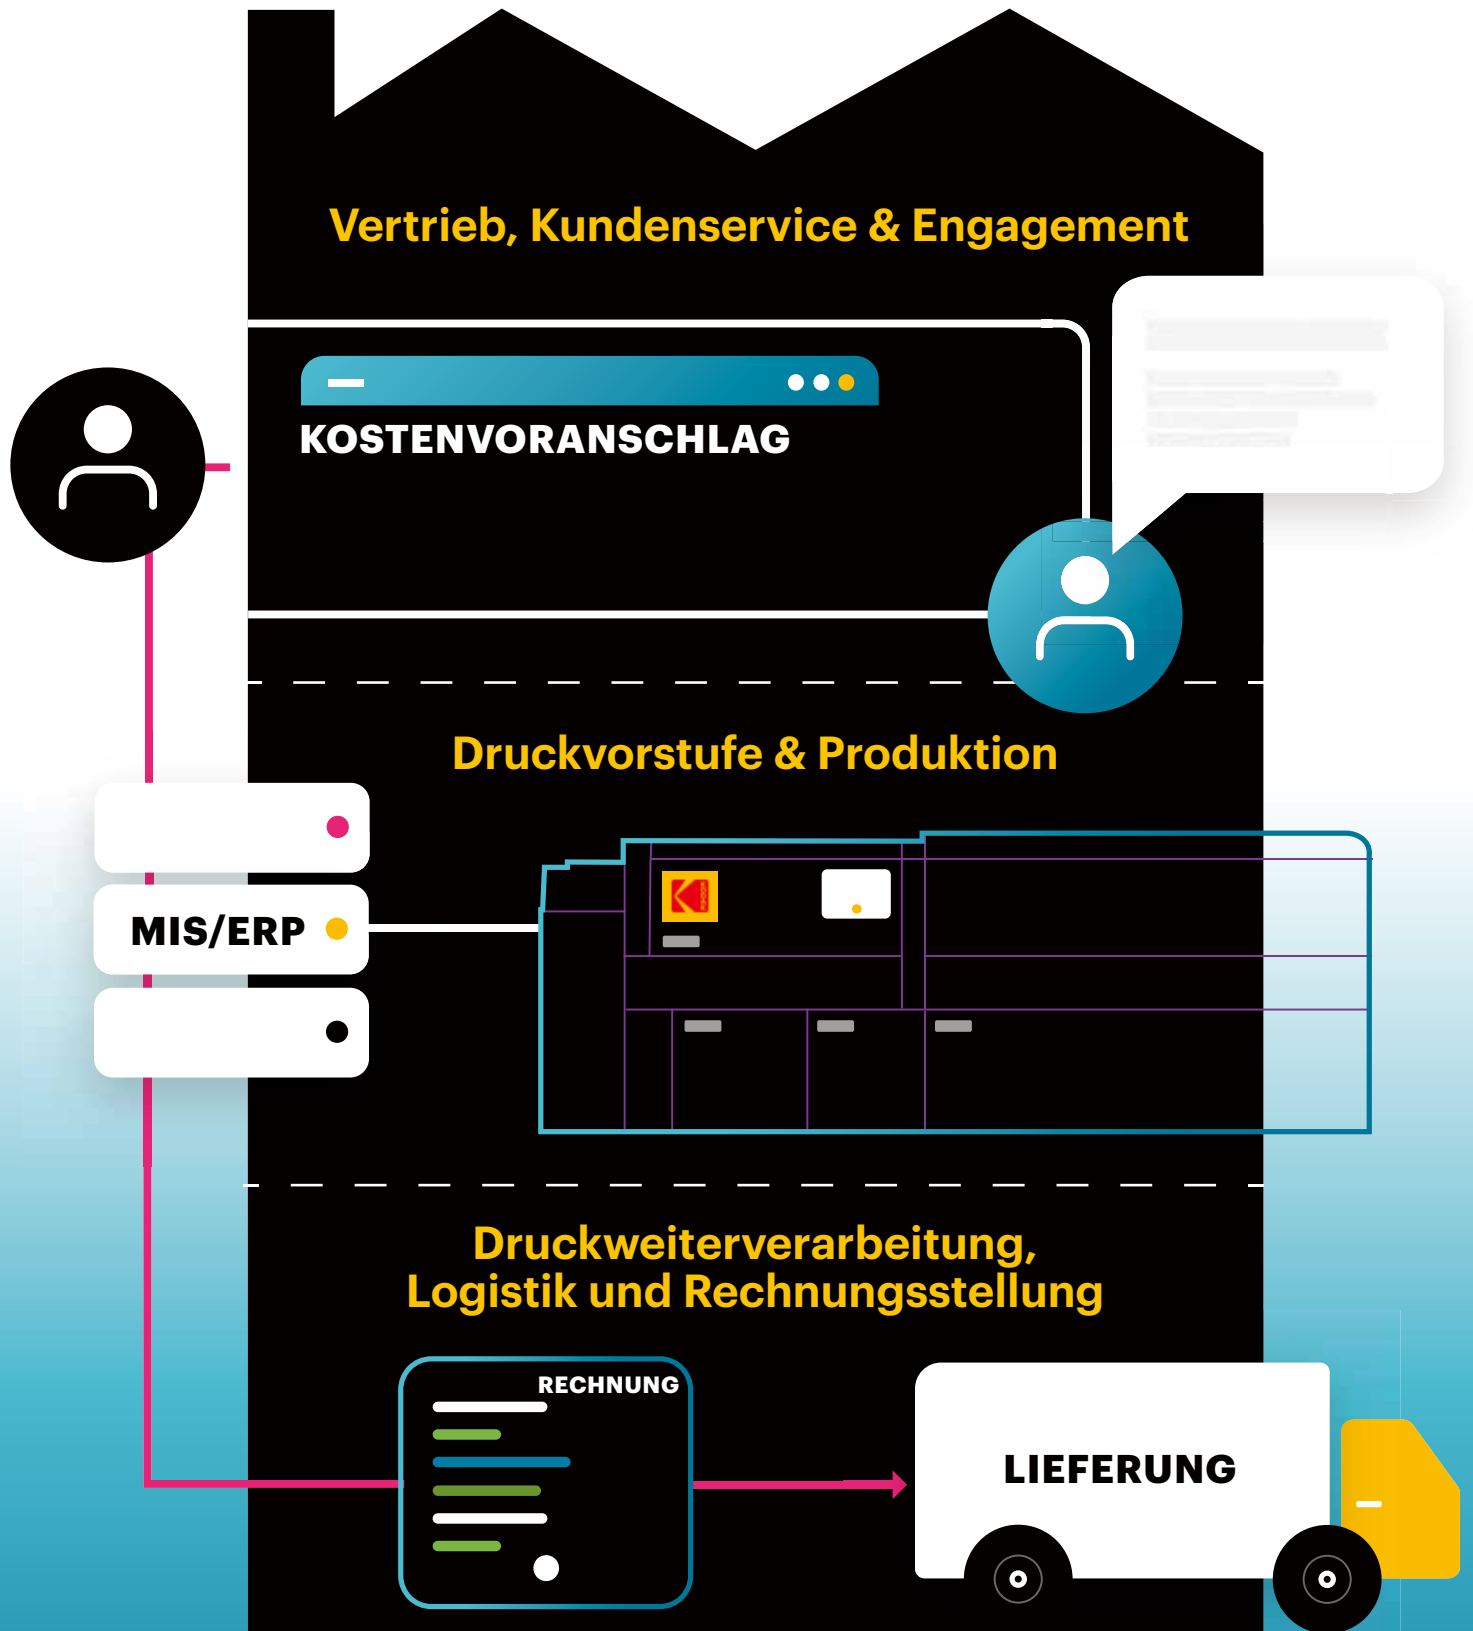 Vertrieb, Kundenservice & Engagement
KOSTENVORANSCHLAG
Druckvorstufe & Produktion
MIS/ERP
Druckweiterverarbeitung,
Logistik und Rechnungsstellung
RECHNUNG
LIEFERUNG